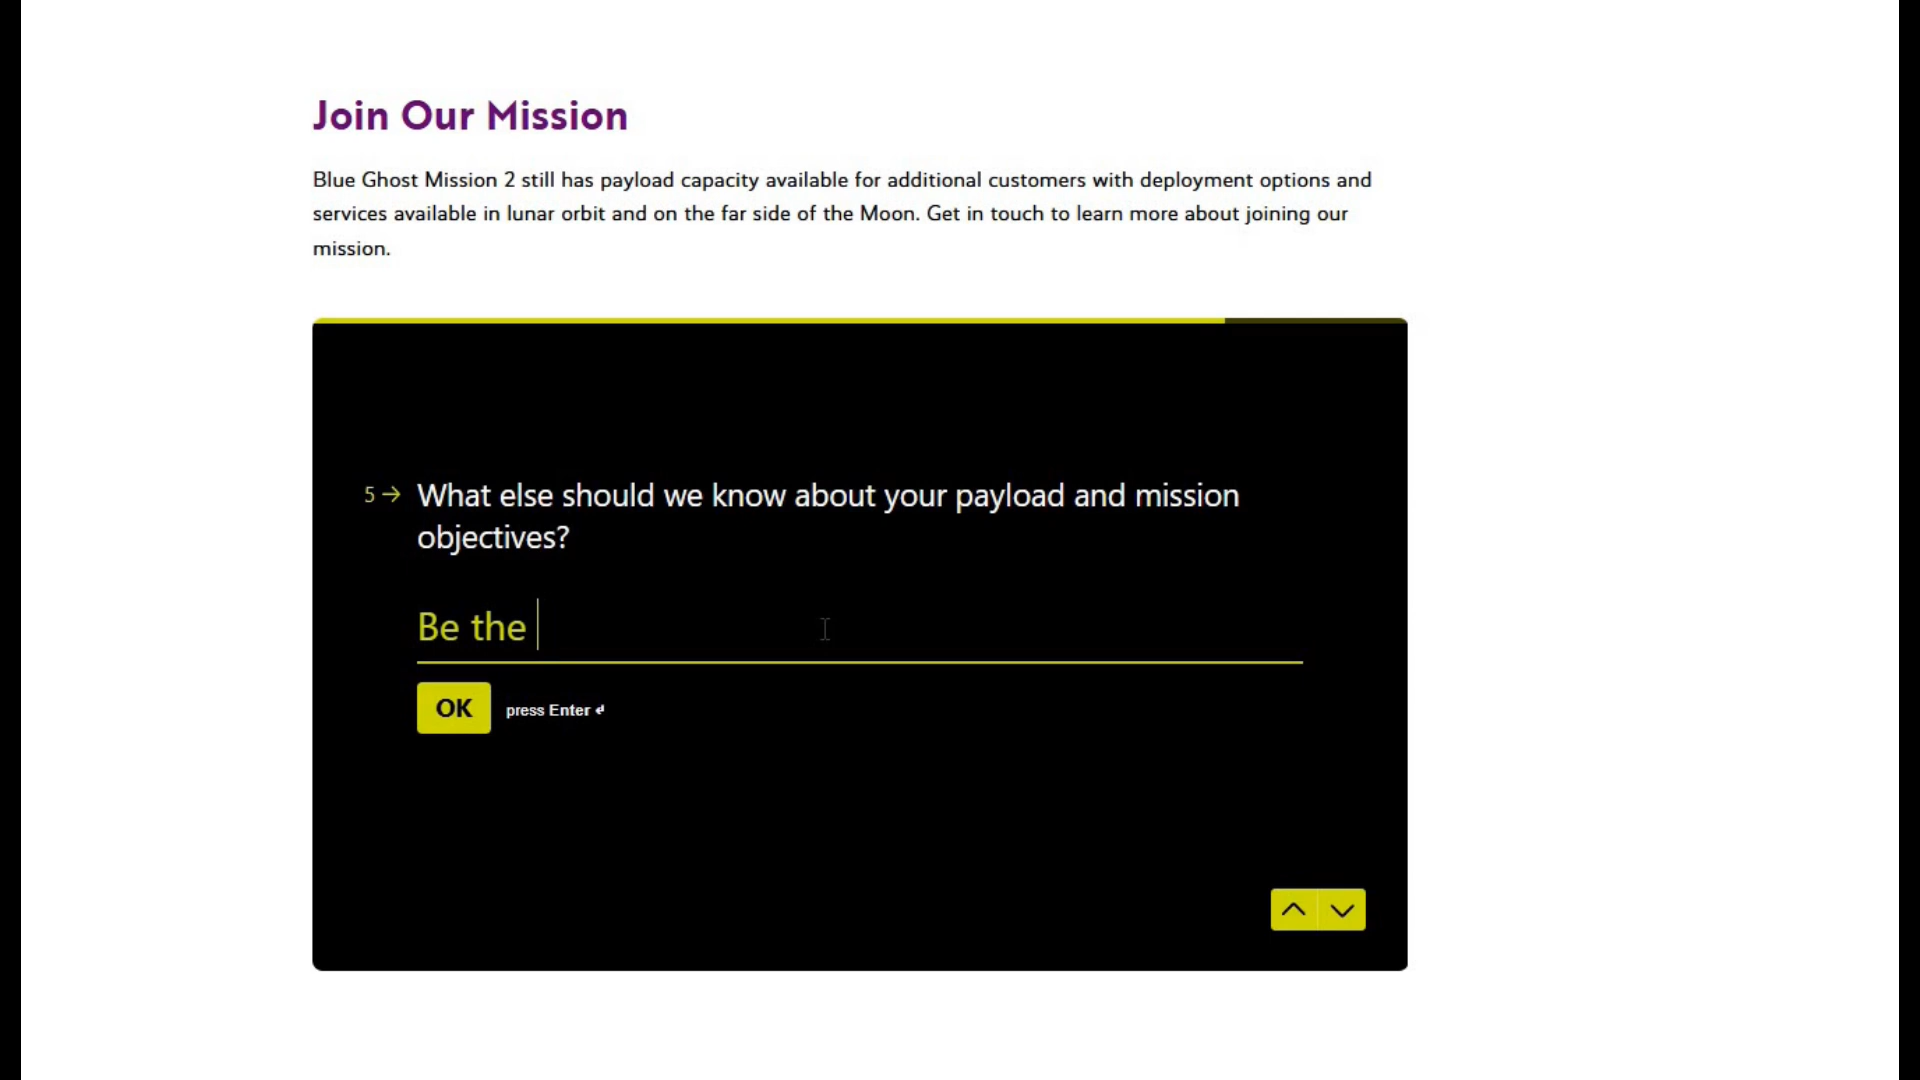 Join Our Mission
Blue Ghost Mission 2 still has payload capacity available for additional customers with deployment options and
services available in lunar orbit and on the far side of the Moon. Get in touch to learn more about joining our
mission.
5 → What else should we know about your payload and mission
objectives?
Be the
OK press Enter ↵